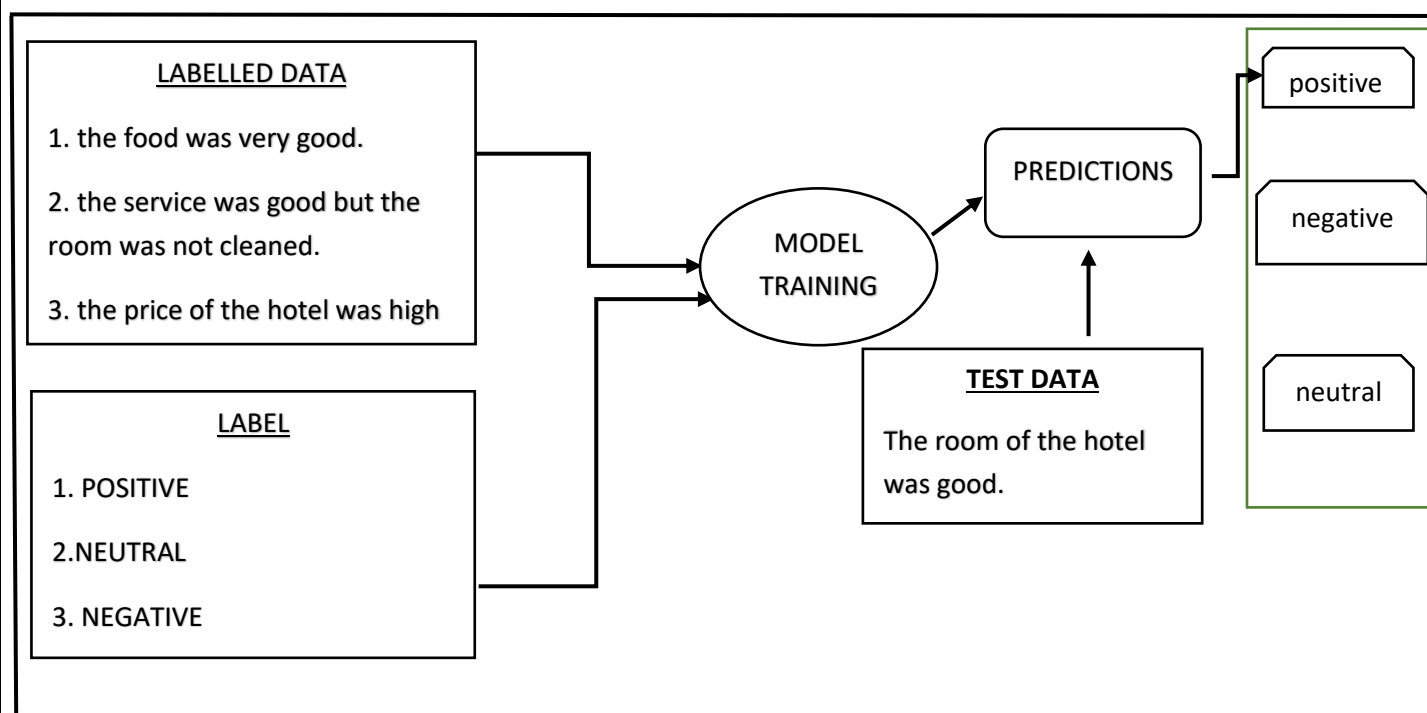 LABELLED DATA
1. the food was very good.
2. the service was good but the
room was not cleaned.
3. the price of the hotel was high
LABEL
1. POSITIVE
2.NEUTRAL
3. NEGATIVE
MODEL
TRAINING
PREDICTIONS
TEST DATA
The room of the hotel
was good.
positive
negative
neutral